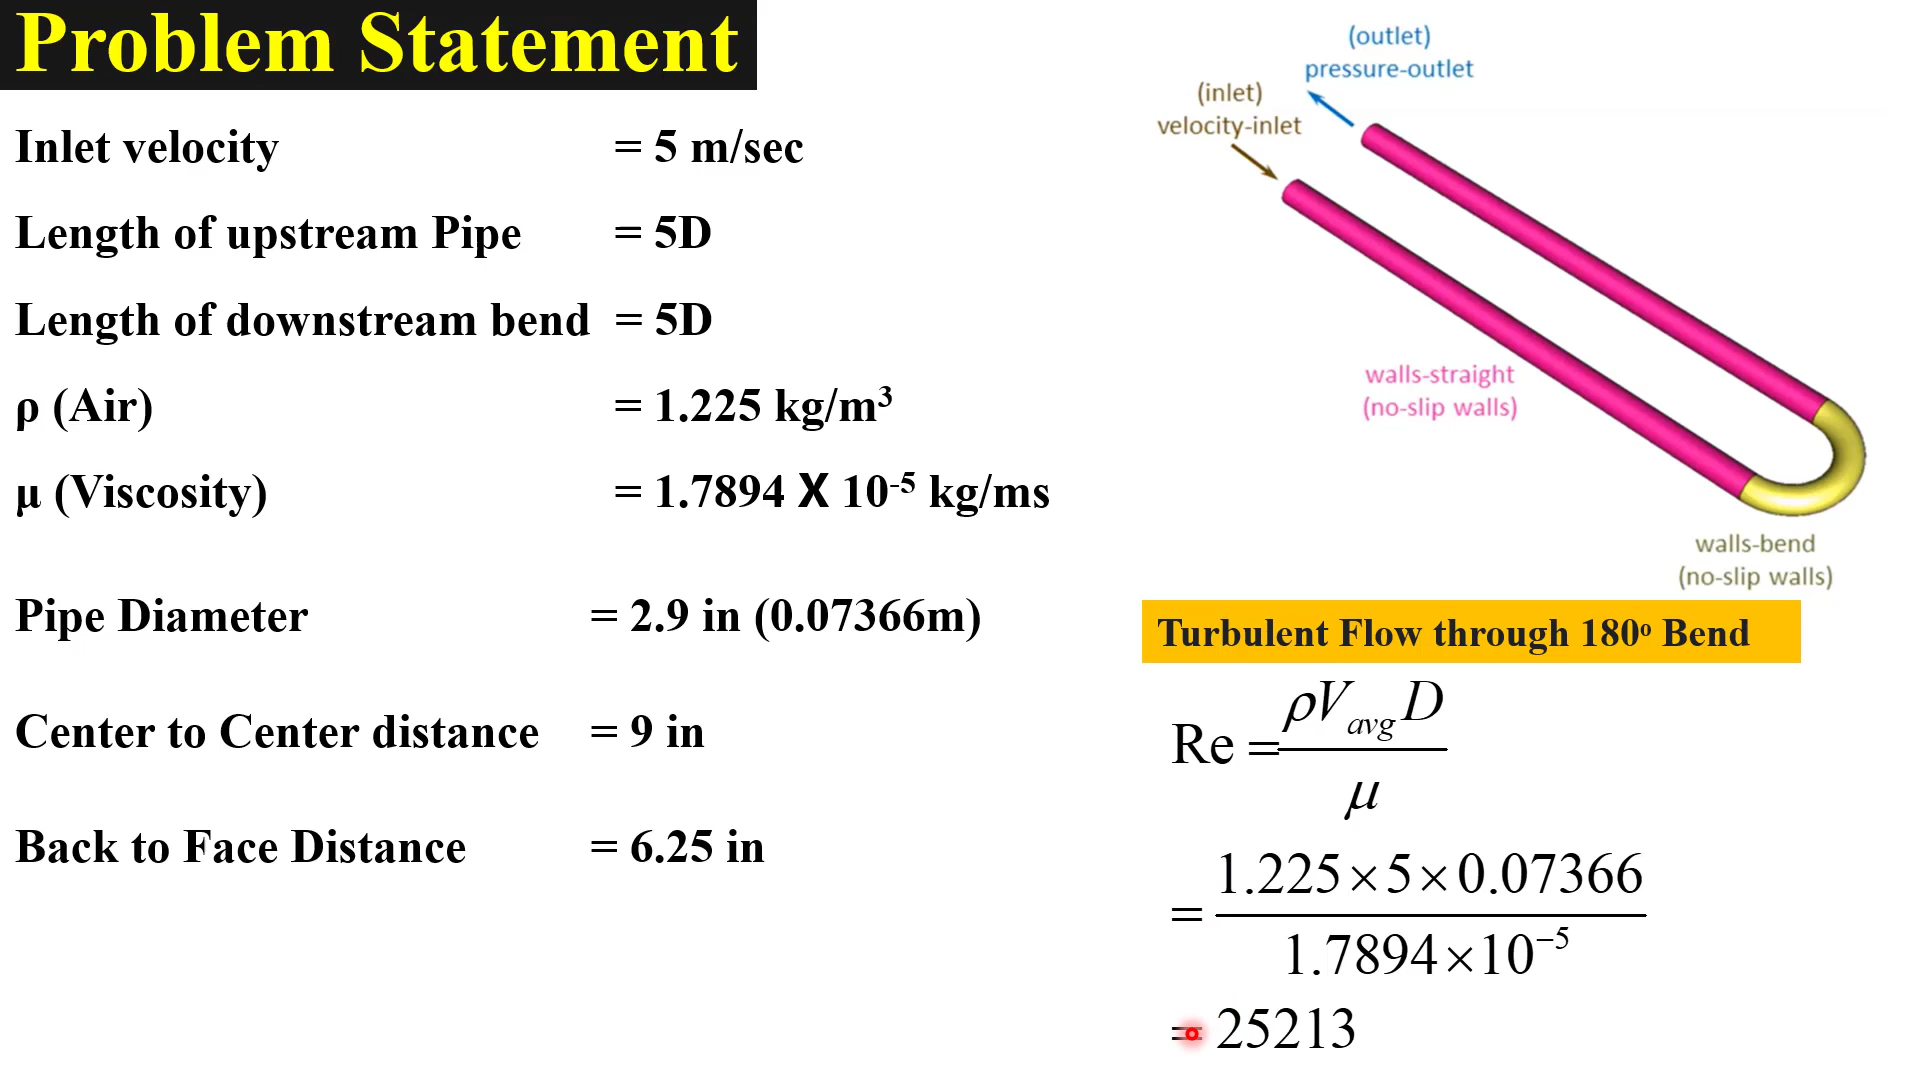 Problem Statement
Inlet velocity = 5 m/sec
Length of upstream Pipe = 5D
Length of downstream bend = 5D
ρ (Air) = 1.225 kg/m³
μ (Viscosity) = 1.7894 X 10⁻⁵ kg/ms
Pipe Diameter = 2.9 in (0.07366m)
Center to Center distance = 9 in
Back to Face Distance = 6.25 in
(outlet)
pressure-outlet
(inlet)
velocity-inlet
walls-straight
(no-slip walls)
walls-bend
(no-slip walls)
Turbulent Flow through 180º Bend
Re = ρV_avg D / μ
= 1.225×5×0.07366 / 1.7894×10⁻⁵
= 25213